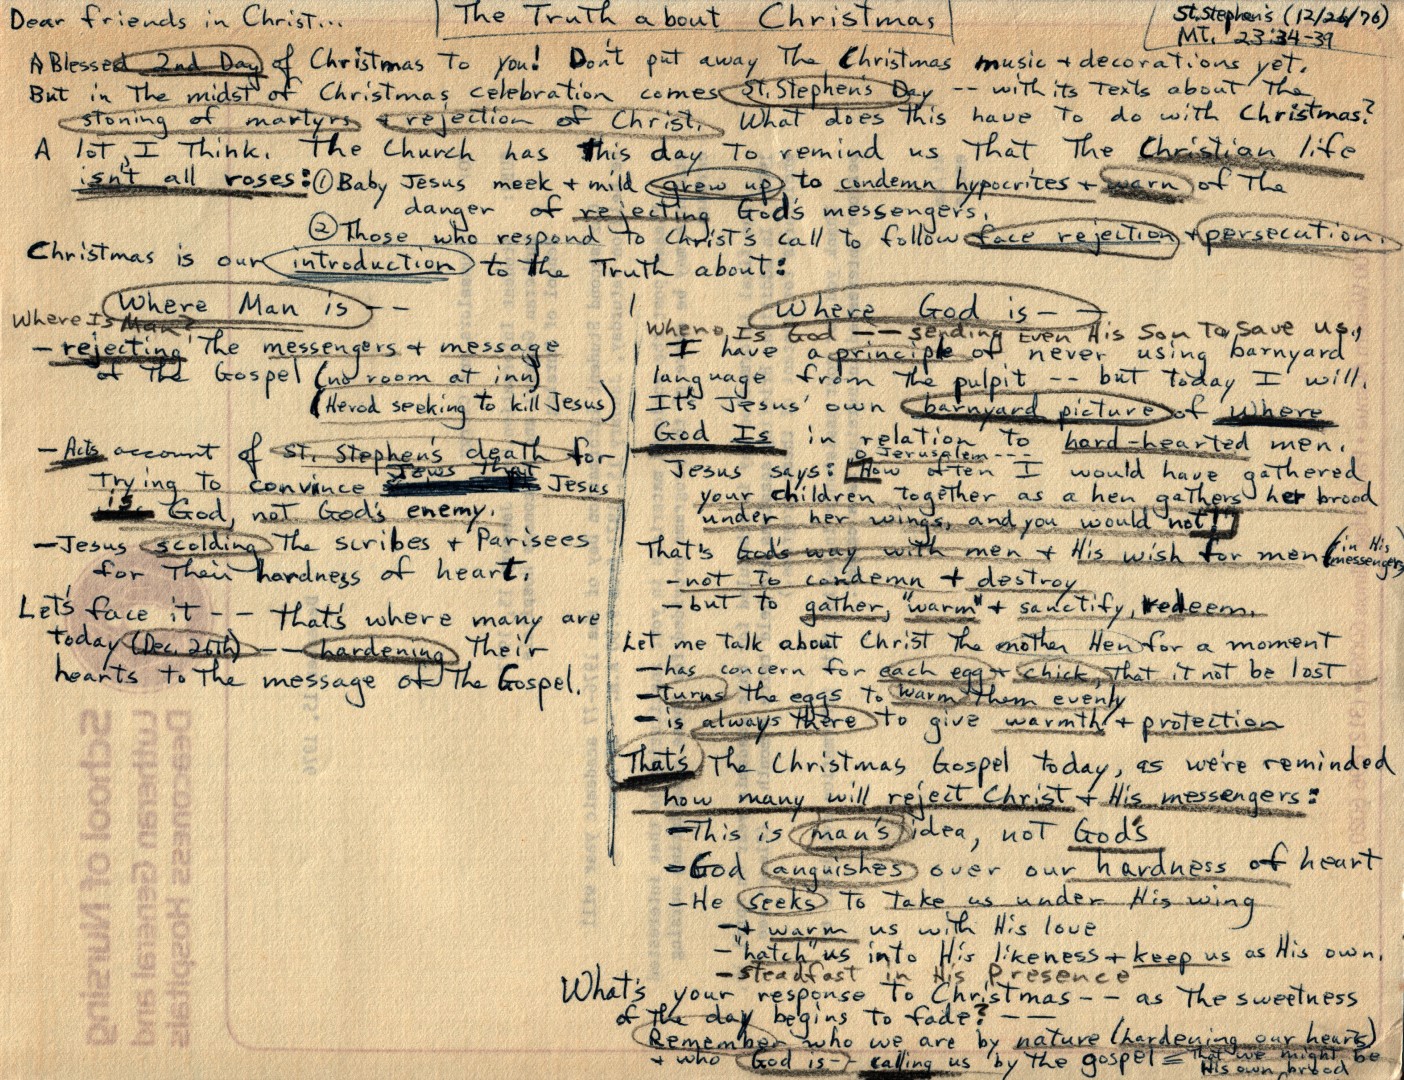 Dear friends in Christ...
The Truth about Christmas
St. Stephen's (12/26/76)
MT. 23:34-39
A Blessed 2nd Day of Christmas to you! Don't put away the Christmas music + decorations yet.
But in the midst of Christmas celebration comes St. Stephen's Day -- with its texts about the
stoning of martyrs + rejection of Christ. What does this have to do with Christmas?
A lot, I think. The Church has this day to remind us that the Christian life
isn't all roses: ① Baby Jesus meek + mild grew up to condemn hypocrites + warn of the
danger of rejecting God's messengers.
② Those who respond to Christ's call to follow face rejection + persecution.
Christmas is our introduction to the Truth about:
Where Man is --
Where Is Man?
- rejecting the messengers + message
of the Gospel (no room at inn)
(Herod seeking to kill Jesus)
- Acts account of St. Stephen's death for
trying to convince Jews that Jesus
is God, not God's enemy.
- Jesus scolding the scribes + Parisees
for their hardness of heart.
Let's face it -- that's where many are
today (Dec. 26th) -- hardening their
hearts to the message of the Gospel.
Where God is --
Where Is God -- sending Even His Son To Save us.
I have a principle of never using barnyard
language from the pulpit -- but today I will.
It's Jesus' own barnyard picture of where
God Is in relation to hard-hearted men.
O Jerusalem ---
Jesus says: How often I would have gathered
your children together as a hen gathers her brood
under her wings, and you would not!
That's God's way with men + His wish for men (in His
messengers)
- not to condemn + destroy
- but to gather, "warm" + sanctify, redeem.
Let me talk about Christ the mother Hen for a moment
- has concern for each egg + chick, that it not be lost
- turns the eggs to warm them evenly
- is always there to give warmth + protection
That's the Christmas Gospel today, as we're reminded
how many will reject Christ + His messengers:
- This is man's idea, not God's
- God anguishes over our hardness of heart
- He seeks to take us under His wing
- + warm us with His love
- "hatch" us into His likeness + keep us as His own.
- steadfast in His Presence
What's your response to Christmas -- as the sweetness
of the day begins to fade? --
Remember who we are by nature (hardening our hearts)
+ who God is -- calling us by the gospel = that we might be
His own brood
Deaconess Hospitals
Lutheran General and
School of Nursing